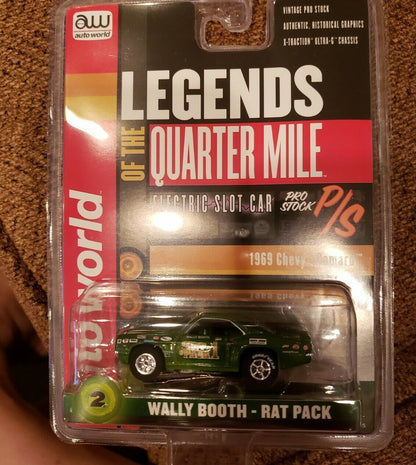 aw
auto world
VINTAGE PRO STOCK
AUTHENTIC, HISTORICAL GRAPHICS
X-TRACTION ULTRA-G CHASSIS
LEGENDS
OF THE
QUARTER MILE
ELECTRIC SLOT CAR
PRO STOCK
P/S
auto world
1969 Chevy Camaro
2
WALLY BOOTH - RAT PACK